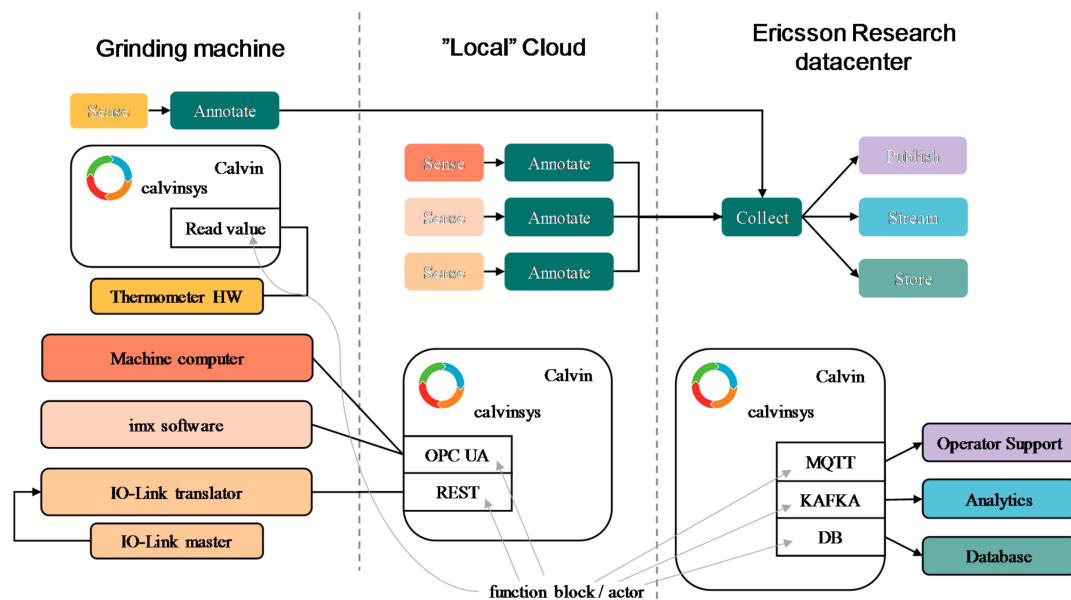 Grinding machine
"Local" Cloud
Ericsson Research
datacenter
Sense
Annotate
Calvin
calvinsys
Read value
Thermometer HW
Machine computer
imx software
IO-Link translator
IO-Link master
Sense
Annotate
Sense
Annotate
Sense
Annotate
Calvin
calvinsys
OPC UA
REST
Collect
Publish
Stream
Store
Calvin
calvinsys
MQTT
KAFKA
DB
Operator Support
Analytics
Database
function block / actor